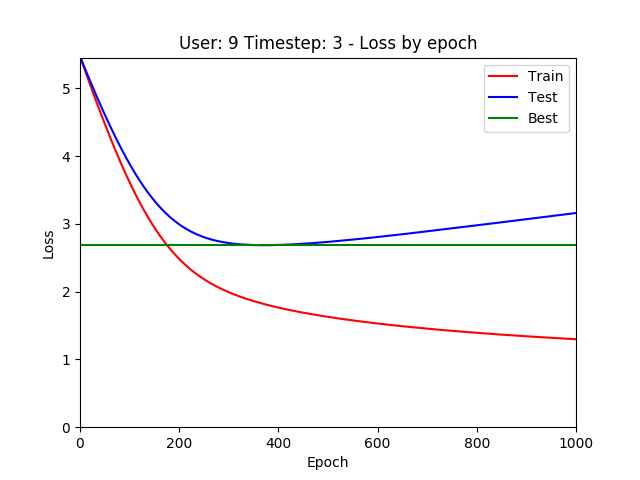 User: 9 Timestep: 3 - Loss by epoch
Train
Test
Best
Loss
5
4
3
2
1
0
0 200 400 600 800 1000
Epoch